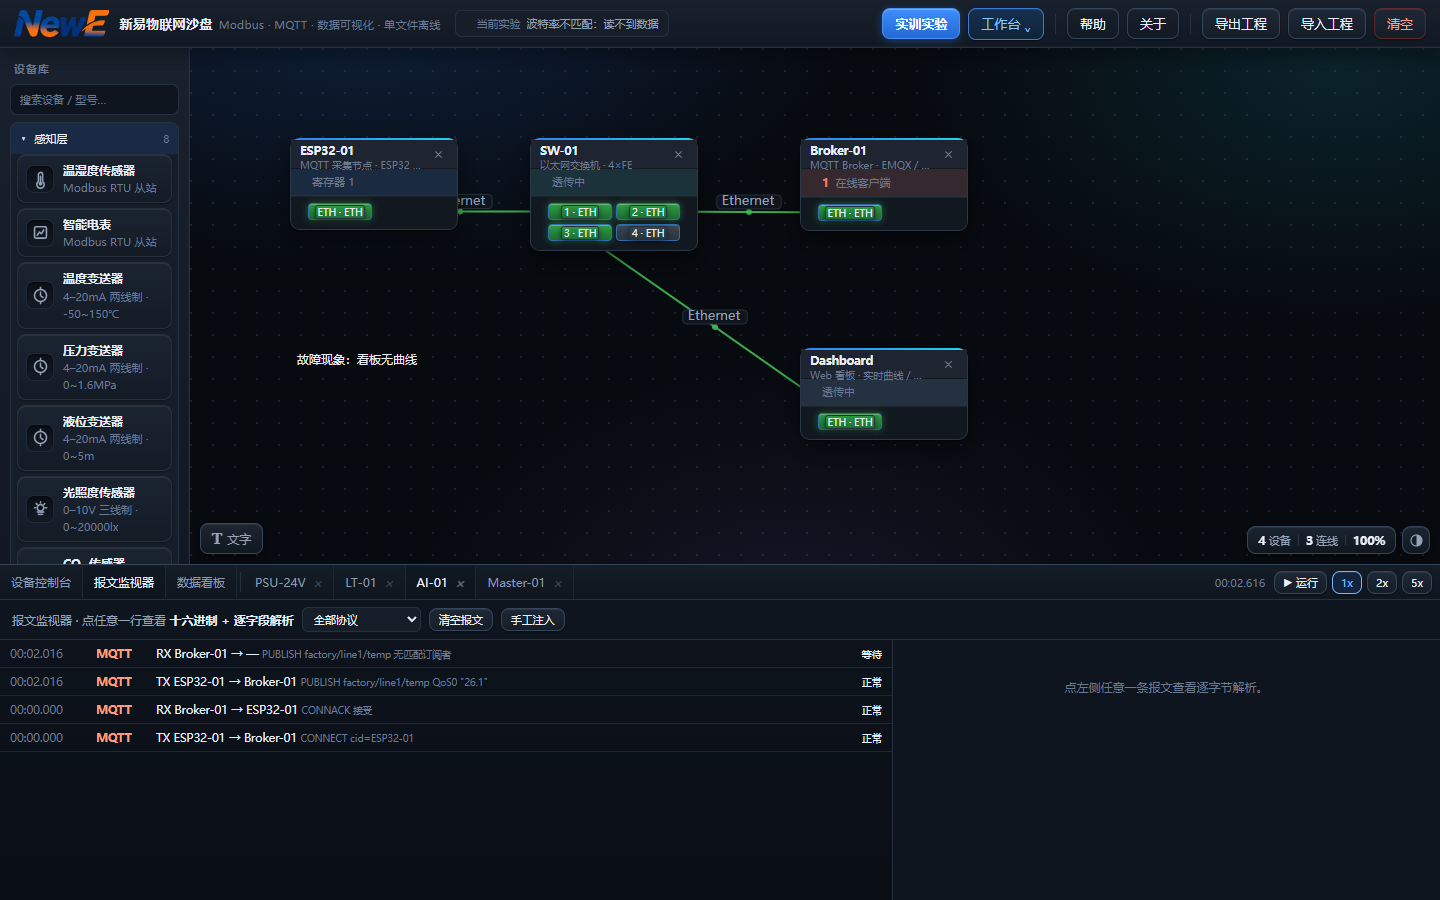 NewE 新易物联网沙盘 Modbus · MQTT · 数据可视化 · 单文件离线 当前实验 波特率不匹配：读不到数据 实训实验 工作台 帮助 关于 导出工程 导入工程 清空
设备库
搜索设备 / 型号...
感知层 8
温湿度传感器
Modbus RTU 从站
智能电表
Modbus RTU 从站
温度变送器
4–20mA 两线制 ·
-50~150℃
压力变送器
4–20mA 两线制 ·
0~1.6MPa
液位变送器
4–20mA 两线制 ·
0~5m
光照度传感器
0–10V 三线制 ·
0~20000lx
ESP32-01
MQTT 采集节点 · ESP32 ...
寄存器 1
ETH · ETH
rnet
SW-01
以太网交换机 · 4×FE
透传中
1 · ETH 2 · ETH
3 · ETH 4 · ETH
Ethernet
Broker-01
MQTT Broker · EMQX / ...
1 在线客户端
ETH · ETH
Ethernet
故障现象：看板无曲线
Dashboard
Web 看板 · 实时曲线 / ...
透传中
ETH · ETH
T 文字
4 设备 3 连线 100%
设备控制台 报文监视器 数据看板 PSU-24V × LT-01 × AI-01 × Master-01 × 00:02.616 ▶ 运行 1x 2x 5x
报文监视器 · 点任意一行查看 十六进制 + 逐字段解析 全部协议 清空报文 手工注入
00:02.016 MQTT RX Broker-01 → — PUBLISH factory/line1/temp 无匹配订阅者 等待
00:02.016 MQTT TX ESP32-01 → Broker-01 PUBLISH factory/line1/temp QoS0 "26.1" 正常
00:00.000 MQTT RX Broker-01 → ESP32-01 CONNACK 接受 正常
00:00.000 MQTT TX ESP32-01 → Broker-01 CONNECT cid=ESP32-01 正常
点左侧任意一条报文查看逐字节解析。